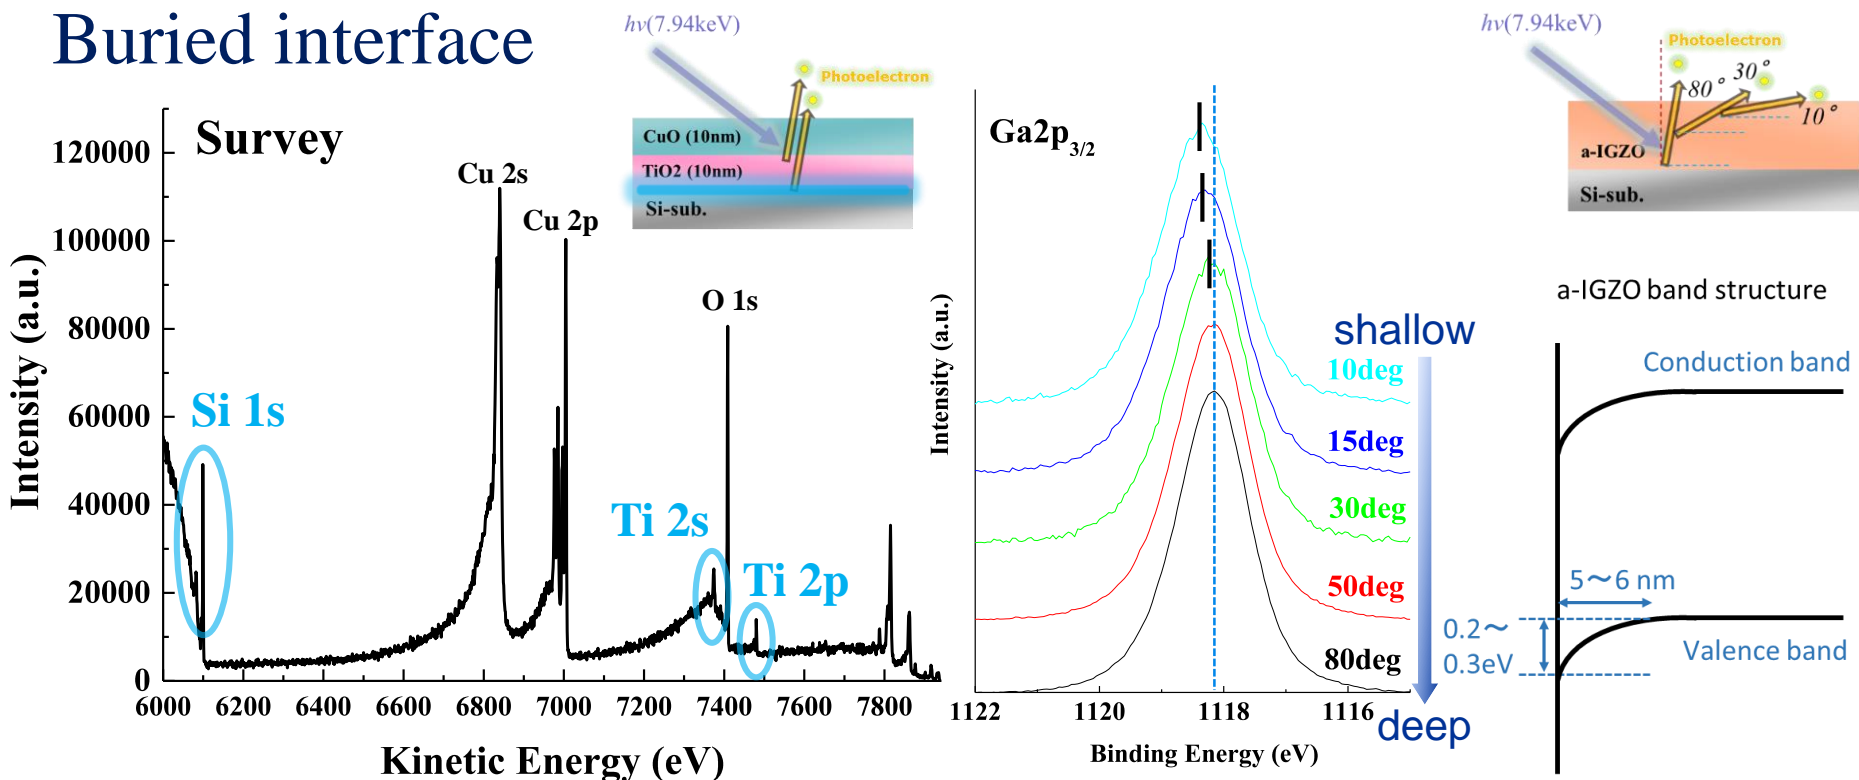 Buried interface
Survey
hν(7.94keV)
Photoelectron
CuO (10nm)
TiO2 (10nm)
Si-sub.
Cu 2s
Cu 2p
O 1s
Si 1s
Ti 2s
Ti 2p
Intensity (a.u.)
120000
100000
80000
60000
40000
20000
0
6000 6200 6400 6600 6800 7000 7200 7400 7600 7800
Kinetic Energy (eV)
Ga2p3/2
Intensity (a.u.)
10deg
15deg
30deg
50deg
80deg
1122 1120 1118 1116
Binding Energy (eV)
shallow
deep
hν(7.94keV)
Photoelectron
80°
30°
10°
a-IGZO
Si-sub.
a-IGZO band structure
Conduction band
5～6 nm
0.2～
0.3eV
Valence band